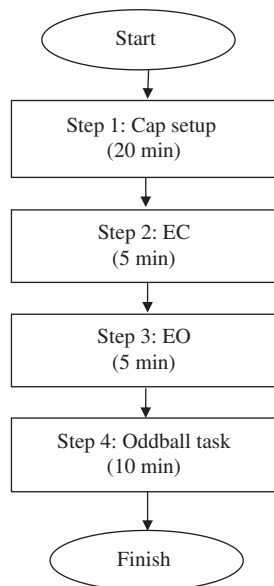 Start
Step 1: Cap setup
(20 min)
Step 2: EC
(5 min)
Step 3: EO
(5 min)
Step 4: Oddball task
(10 min)
Finish